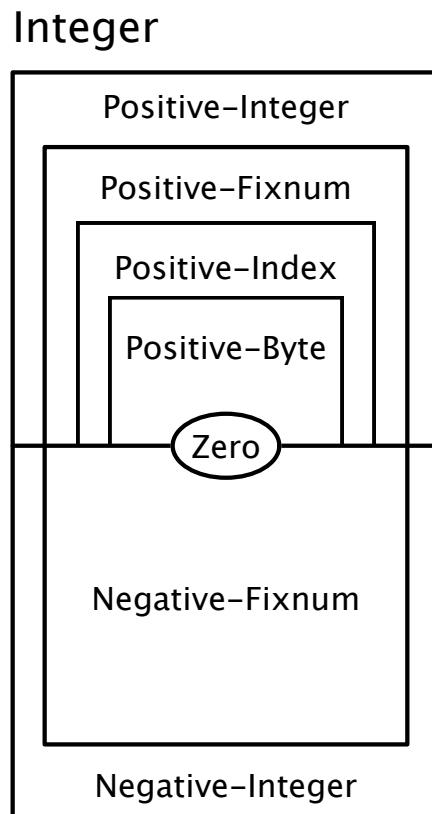 Integer
Positive-Integer
Positive-Fixnum
Positive-Index
Positive-Byte
Zero
Negative-Fixnum
Negative-Integer